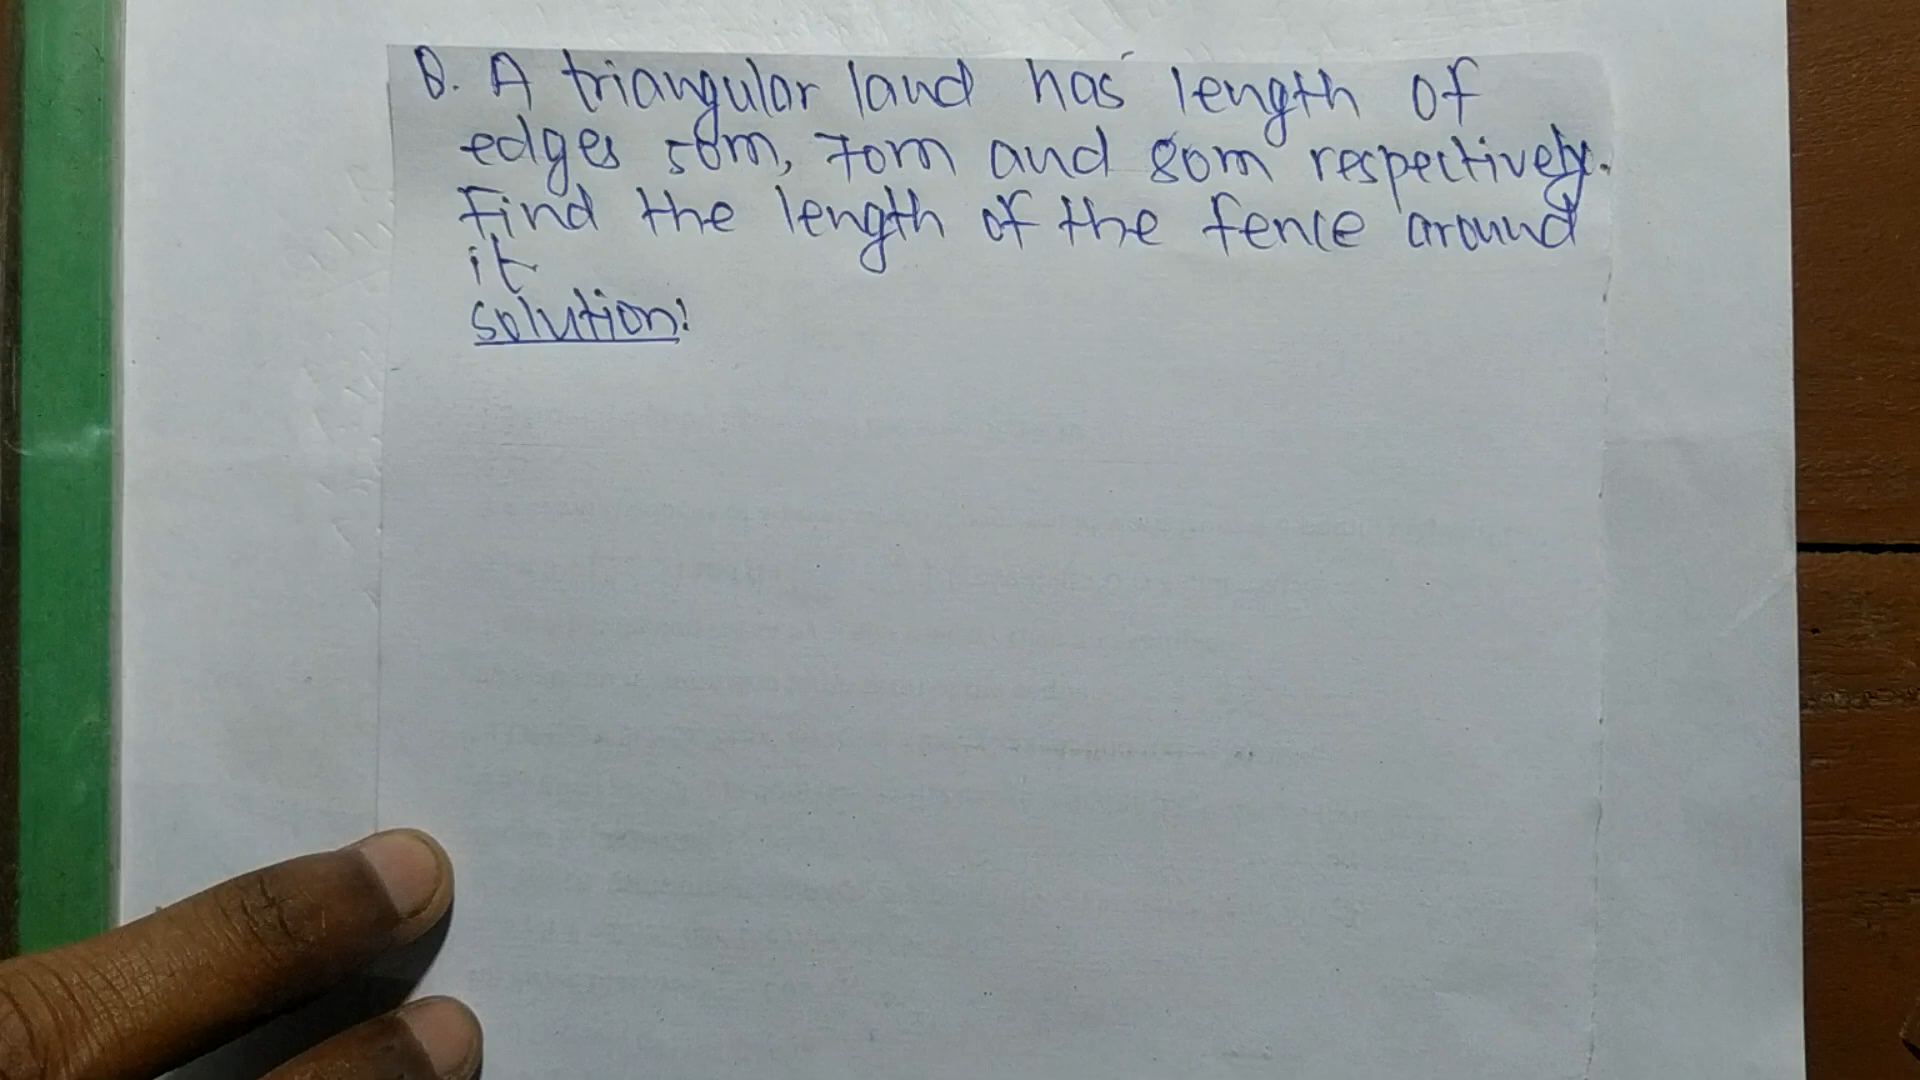 Q. A triangular land has length of
edges 50m, 70m and 80m respectively.
Find the length of the fence around
it
solution: